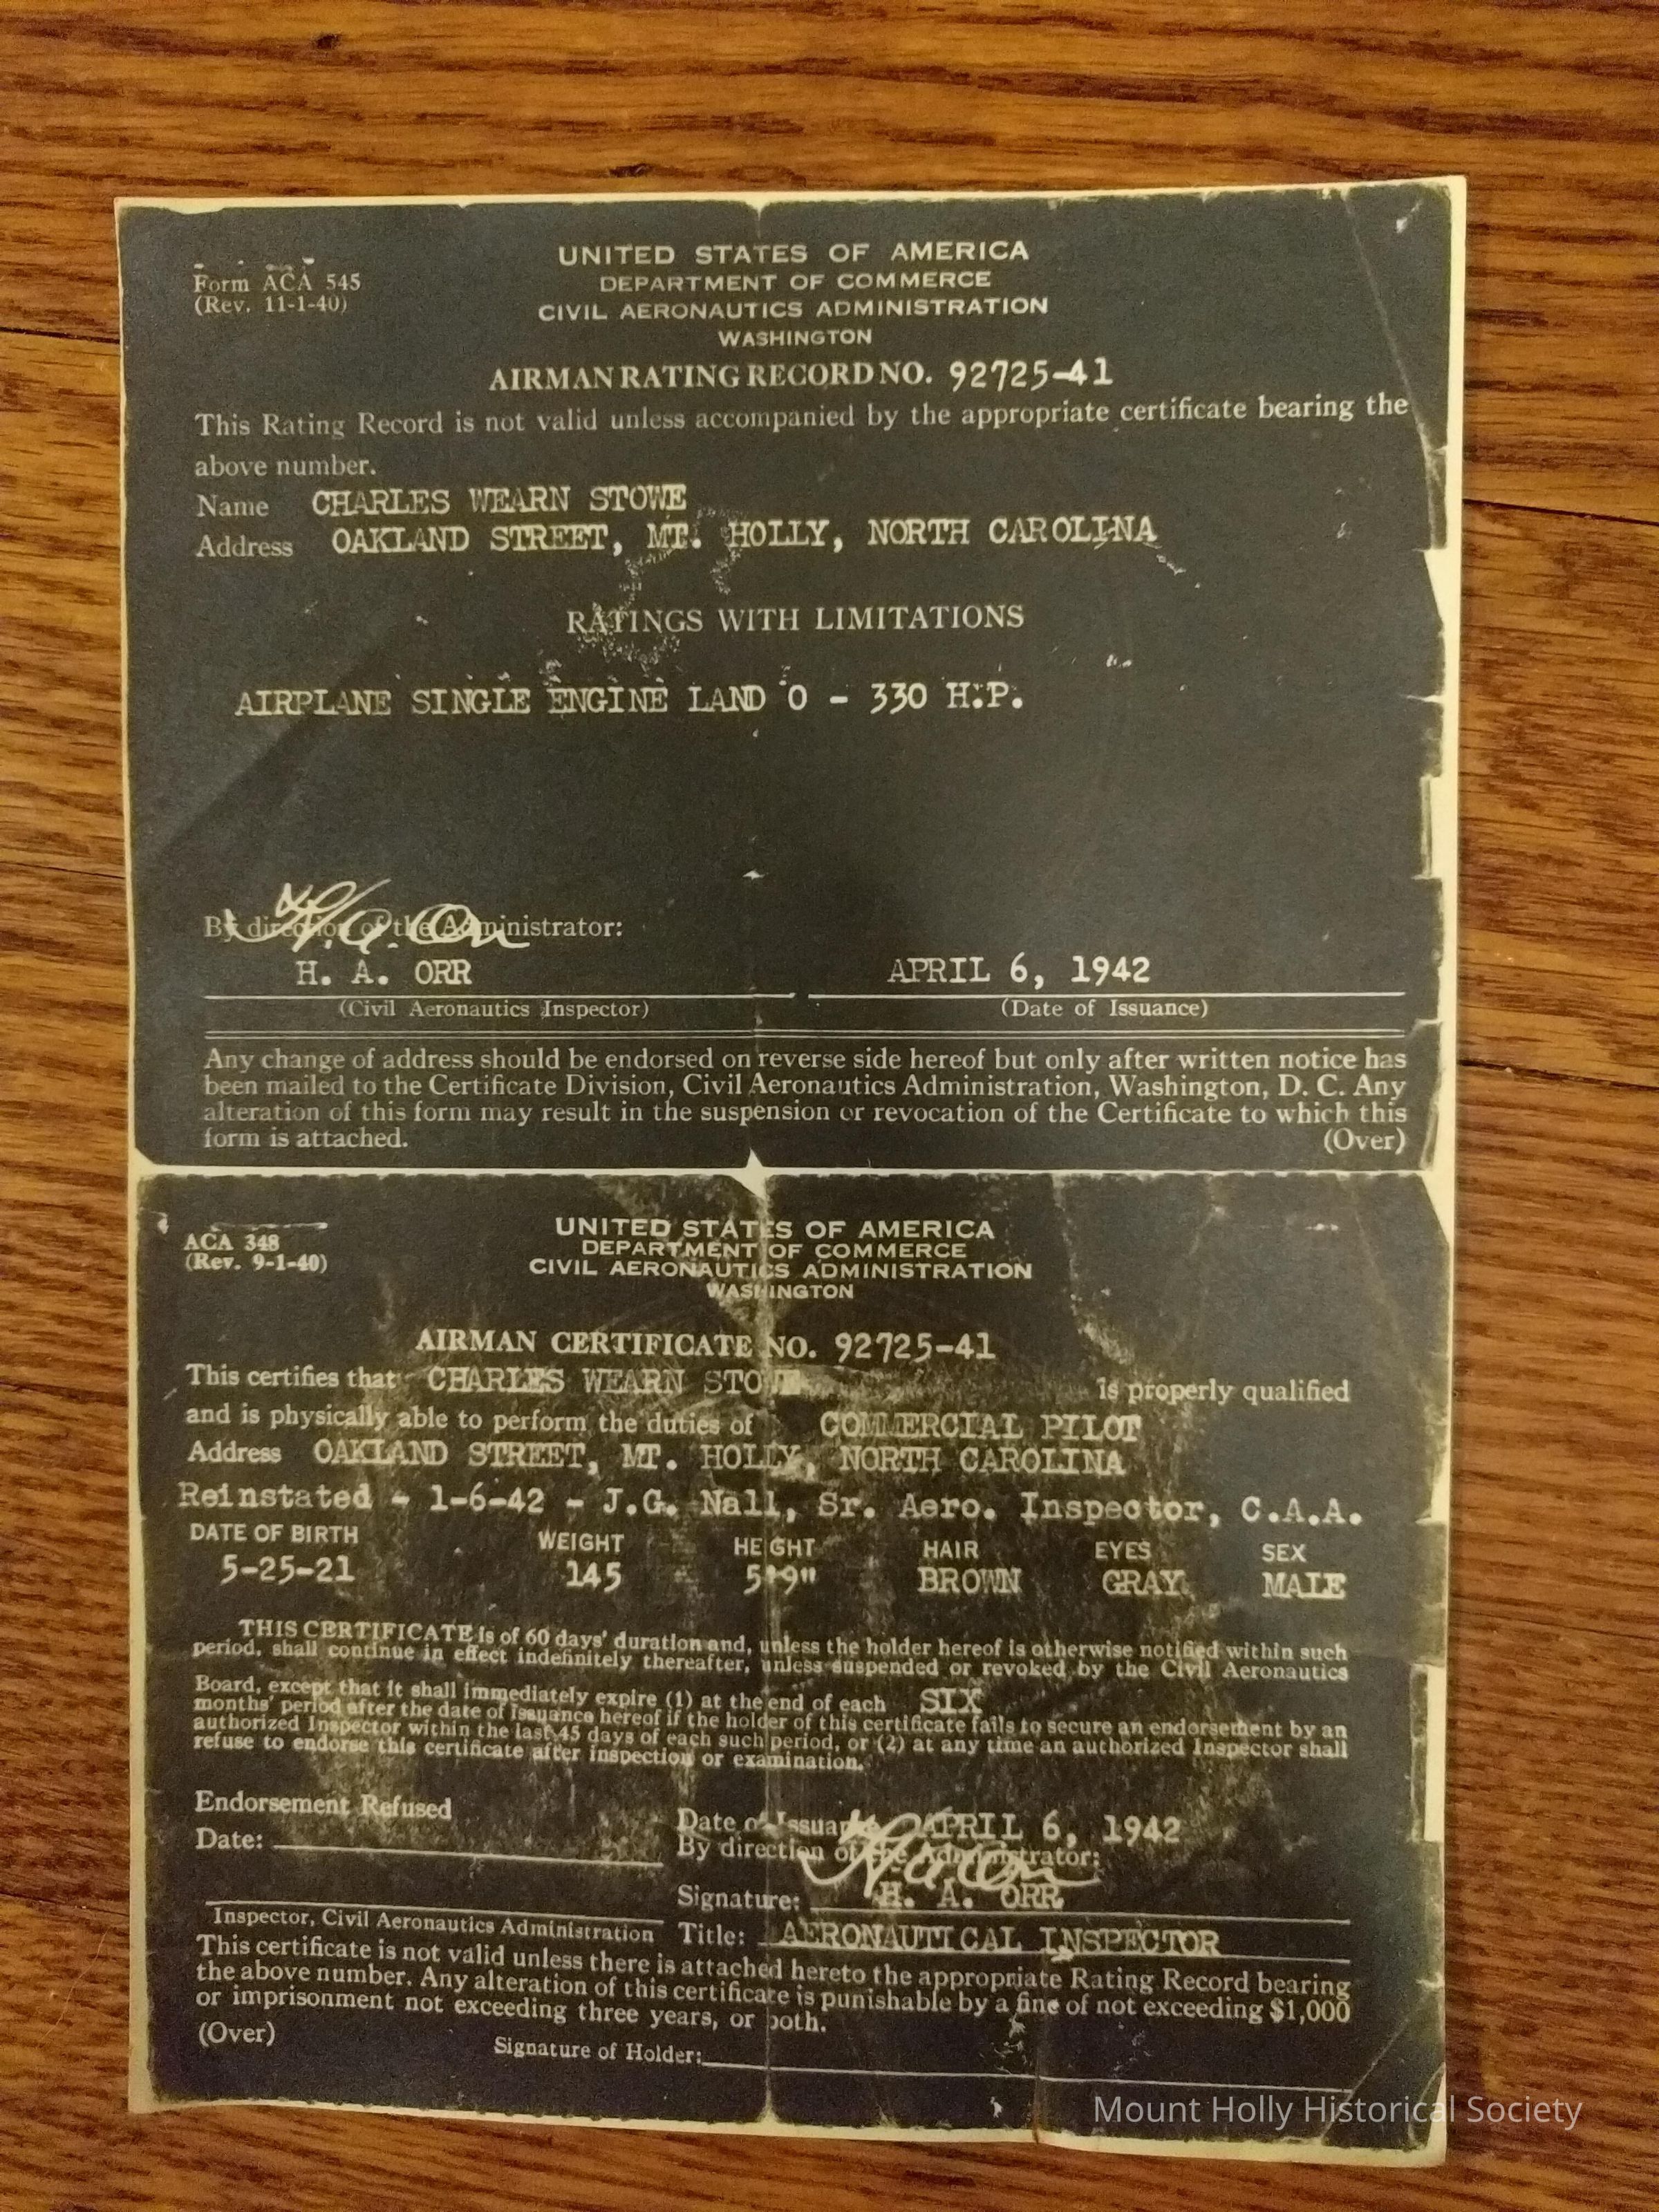 Form ACA 545
(Rev. 11-1-40)
UNITED STATES OF AMERICA
DEPARTMENT OF COMMERCE
CIVIL AERONAUTICS ADMINISTRATION
WASHINGTON
AIRMAN RATING RECORD NO. 92725-41
This Rating Record is not valid unless accompanied by the appropriate certificate bearing the
above number.
Name CHARLES WEARN STOWE
Address OAKLAND STREET, MT. HOLLY, NORTH CAROLINA
RATINGS WITH LIMITATIONS
AIRPLANE SINGLE ENGINE LAND 0 - 330 H.P.
H. A. Orr
By direction of the Administrator:
H. A. ORR APRIL 6, 1942
(Civil Aeronautics Inspector) (Date of Issuance)
Any change of address should be endorsed on reverse side hereof but only after written notice has
been mailed to the Certificate Division, Civil Aeronautics Administration, Washington, D. C. Any
alteration of this form may result in the suspension or revocation of the Certificate to which this
form is attached. (Over)
ACA 348
(Rev. 9-1-40)
UNITED STATES OF AMERICA
DEPARTMENT OF COMMERCE
CIVIL AERONAUTICS ADMINISTRATION
WASHINGTON
AIRMAN CERTIFICATE NO. 92725-41
This certifies that CHARLES WEARN STOWE is properly qualified
and is physically able to perform the duties of COMMERCIAL PILOT
Address OAKLAND STREET, MT. HOLLY, NORTH CAROLINA
Reinstated - 1-6-42 - J.G. Nall, Sr. Aero. Inspector, C.A.A.
DATE OF BIRTH WEIGHT HEIGHT HAIR EYES SEX
5-25-21 145 5'9" BROWN GRAY MALE
THIS CERTIFICATE is of 60 days' duration and, unless the holder hereof is otherwise notified within such
period, shall continue in effect indefinitely thereafter, unless suspended or revoked by the Civil Aeronautics
Board, except that it shall immediately expire (1) at the end of each SIX
months' period after the date of issuance hereof if the holder of this certificate fails to secure an endorsement by an
authorized Inspector within the last 45 days of each such period, or (2) at any time an authorized Inspector shall
refuse to endorse this certificate after inspection or examination.
Endorsement Refused
Date:
Inspector, Civil Aeronautics Administration
Date of Issuance APRIL 6, 1942
By direction of the Administrator:
H. A. Orr
Signature: H. A. ORR
Title: AERONAUTICAL INSPECTOR
This certificate is not valid unless there is attached hereto the appropriate Rating Record bearing
the above number. Any alteration of this certificate is punishable by a fine of not exceeding $1,000
or imprisonment not exceeding three years, or both.
(Over) Signature of Holder:
Mount Holly Historical Society